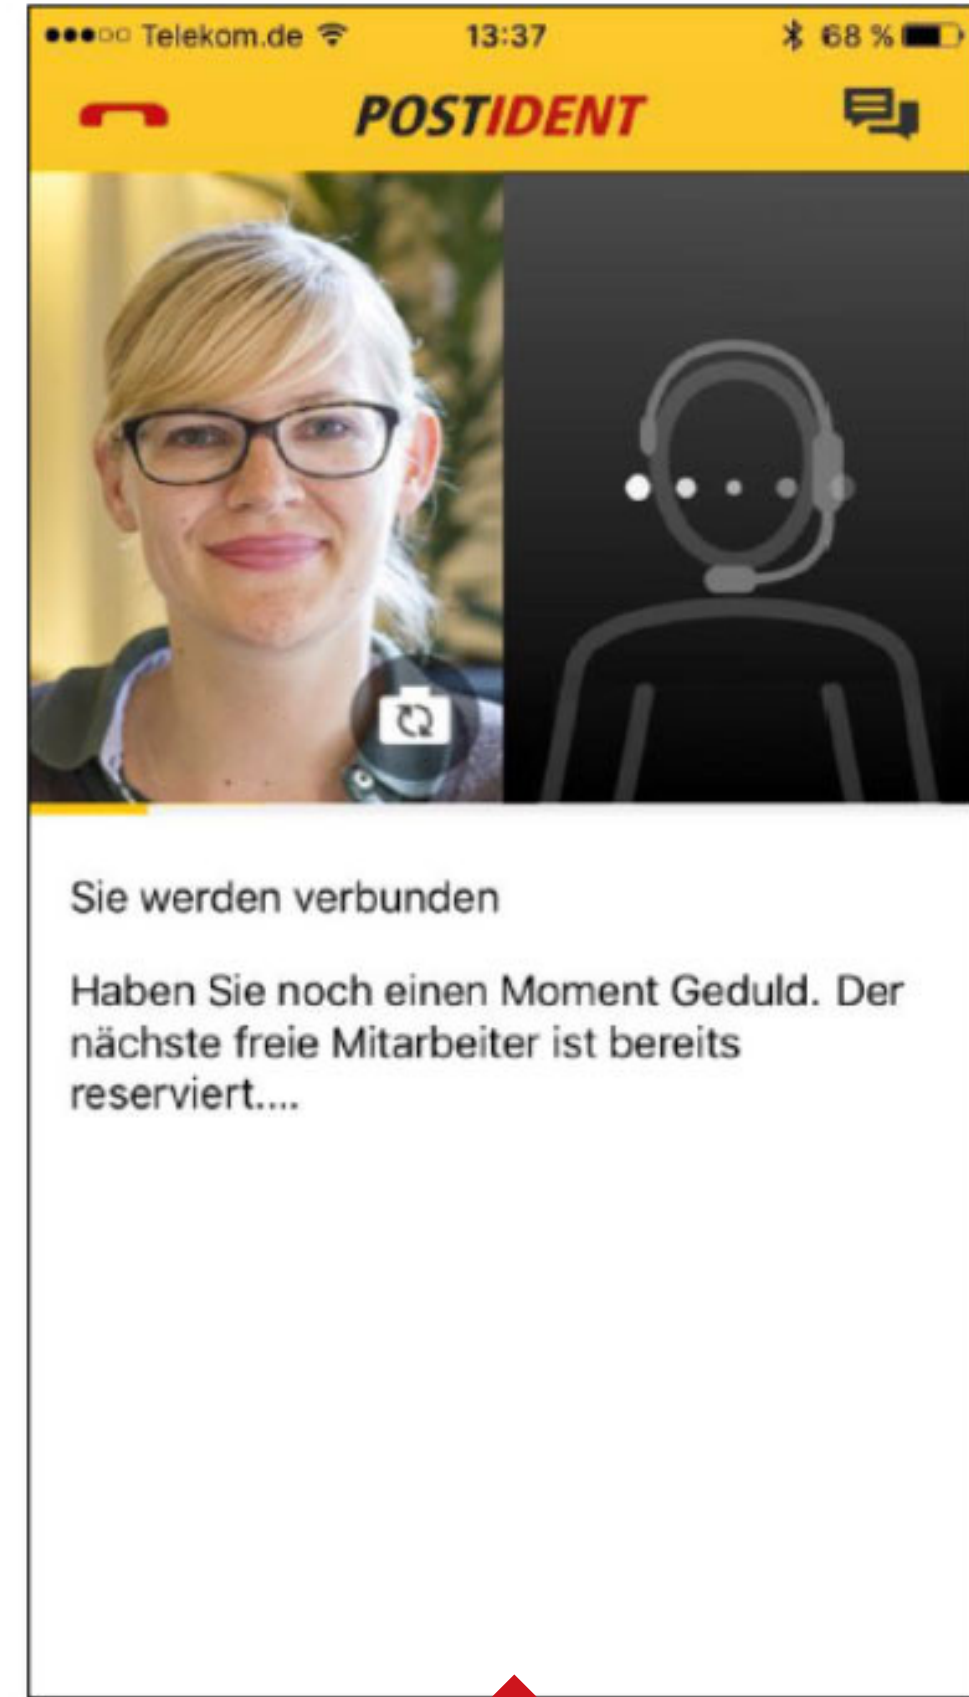 Telekom.de 13:37 68 %
POSTIDENT
Sie werden verbunden
Haben Sie noch einen Moment Geduld. Der
nächste freie Mitarbeiter ist bereits
reserviert....